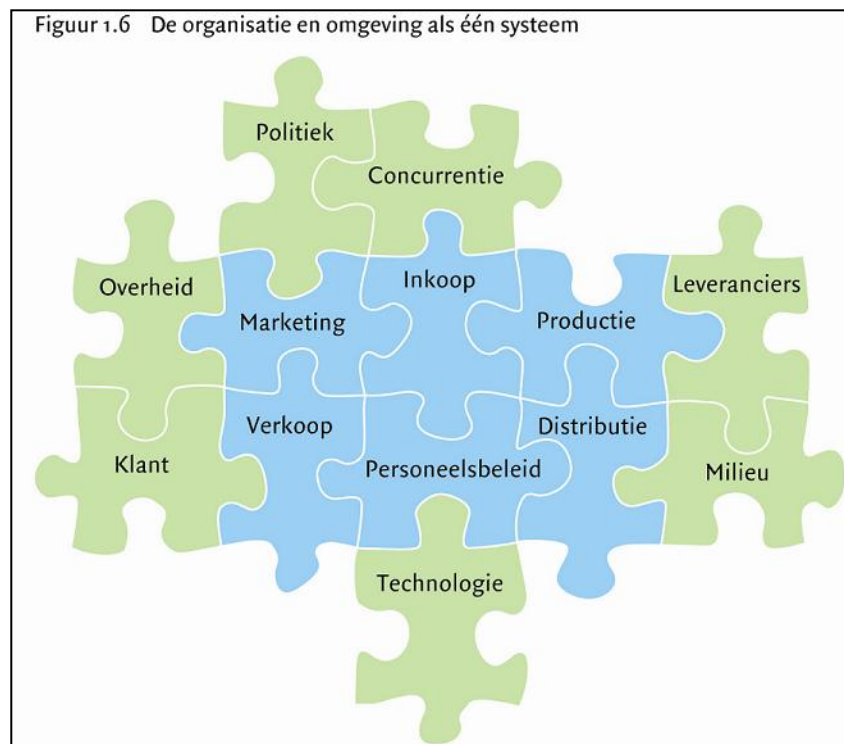 Figuur 1.6 De organisatie en omgeving als één systeem
Politiek
Concurrentie
Overheid
Marketing
Inkoop
Productie
Leveranciers
Klant
Verkoop
Personeelsbeleid
Distributie
Milieu
Technologie